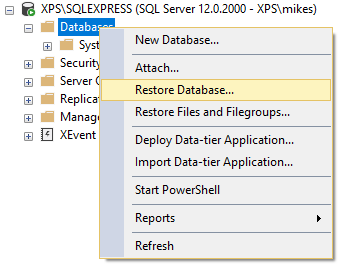 XPS\SQLEXPRESS (SQL Server 12.0.2000 - XPS\mikes)
Databases
Syst
Security
Server O
Replicat
Manage
XEvent
New Database...
Attach...
Restore Database...
Restore Files and Filegroups...
Deploy Data-tier Application...
Import Data-tier Application...
Start PowerShell
Reports
Refresh